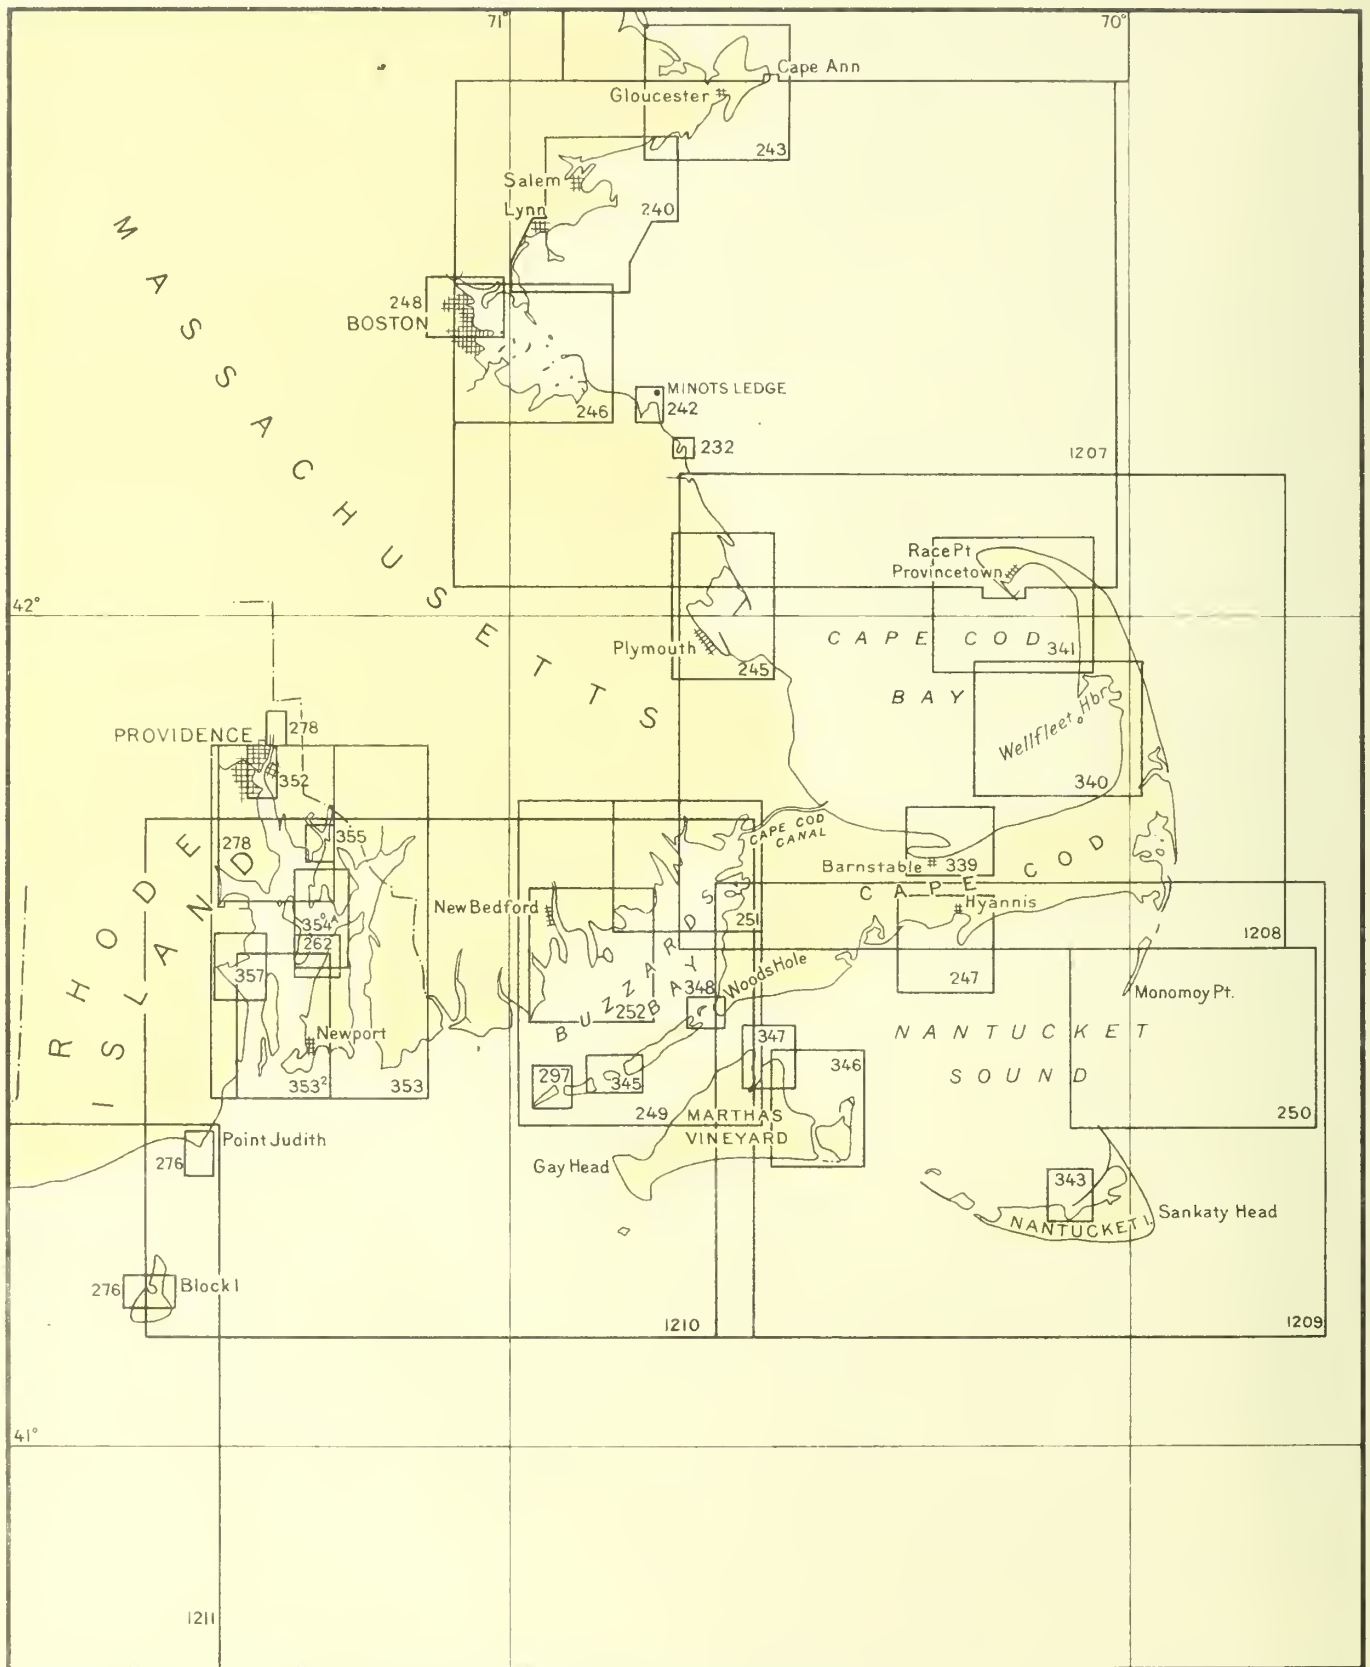 71°
70°
Cape Ann
Gloucester
243
Salem
Lynn
240
MASSACHUSETTS
248
BOSTON
246
MINOTS LEDGE
242
232
1207
Race Pt
Provincetown
42°
CAPE COD
BAY
341
Plymouth
245
Wellfleet Hbr
340
PROVIDENCE
278
352
278
355
CAPE COD
CANAL
Barnstable
339
CAPE COD
Hyannis
RHODE
ISLAND
New Bedford
251
354ᴬ
262
357
BUZZARDS
BAY
252
348
Woods Hole
247
1208
Monomoy Pt.
Newport
353²
353
NANTUCKET
SOUND
347
346
297
345
249
MARTHAS
VINEYARD
250
Point Judith
276
Gay Head
343
NANTUCKET I.
Sankaty Head
276
Block I
1210
1209
41°
1211